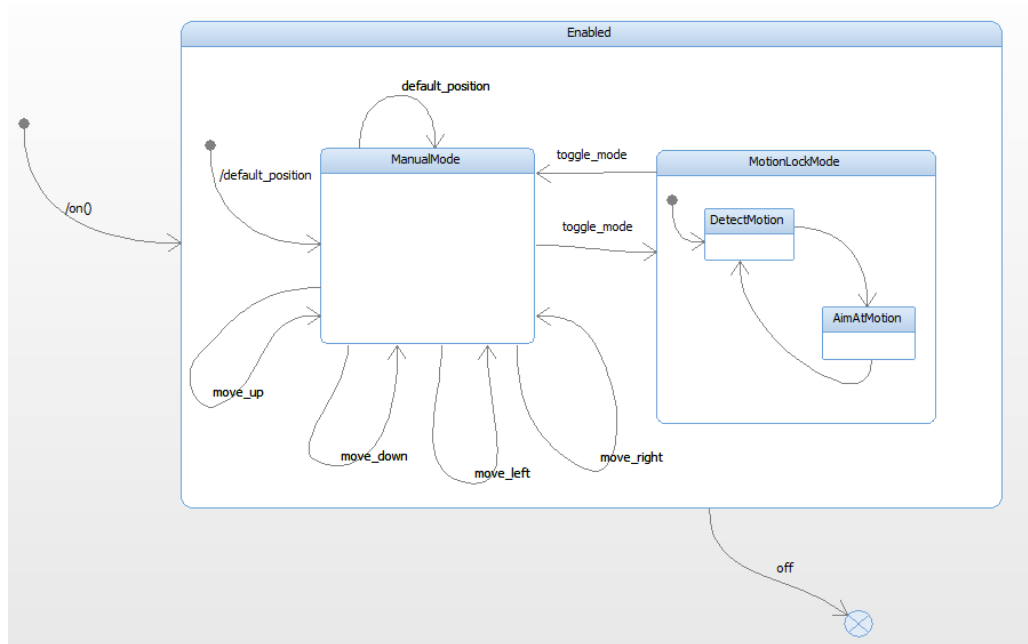 Enabled
default_position
ManualMode
toggle_mode
MotionLockMode
/default_position
/on()
toggle_mode
DetectMotion
AimAtMotion
move_up
move_down
move_left
move_right
off